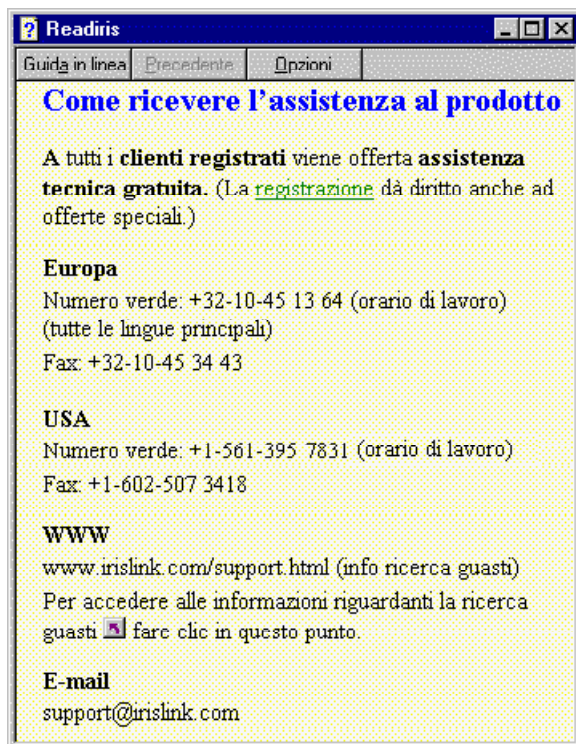 Readiris
Guida in linea Precedente Opzioni
Come ricevere l'assistenza al prodotto
A tutti i clienti registrati viene offerta assistenza
tecnica gratuita. (La registrazione dà diritto anche ad
offerte speciali.)
Europa
Numero verde: +32-10-45 13 64 (orario di lavoro)
(tutte le lingue principali)
Fax: +32-10-45 34 43
USA
Numero verde: +1-561-395 7831 (orario di lavoro)
Fax: +1-602-507 3418
WWW
www.irislink.com/support.html (info ricerca guasti)
Per accedere alle informazioni riguardanti la ricerca
guasti fare clic in questo punto.
E-mail
support@irislink.com